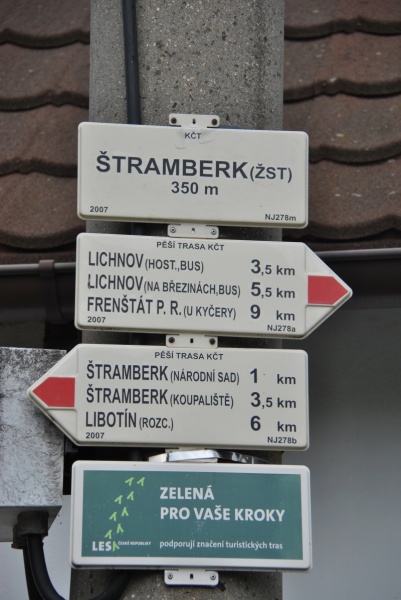 KČT
ŠTRAMBERK (ŽST)
350 m
2007 NJ278m
PĚŠÍ TRASA KČT
LICHNOV (HOST.,BUS) 3,5 km
LICHNOV (NA BŘEZINÁCH,BUS) 5,5 km
FRENŠTÁT P. R. (U KYČERY) 9 km
2007 NJ278a
PĚŠÍ TRASA KČT
ŠTRAMBERK (NÁRODNÍ SAD) 1 km
ŠTRAMBERK (KOUPALIŠTĚ) 3,5 km
LIBOTÍN (ROZC.) 6 km
2007 NJ278b
ZELENÁ
PRO VAŠE KROKY
LESY ČESKÉ REPUBLIKY podporují značení turistických tras